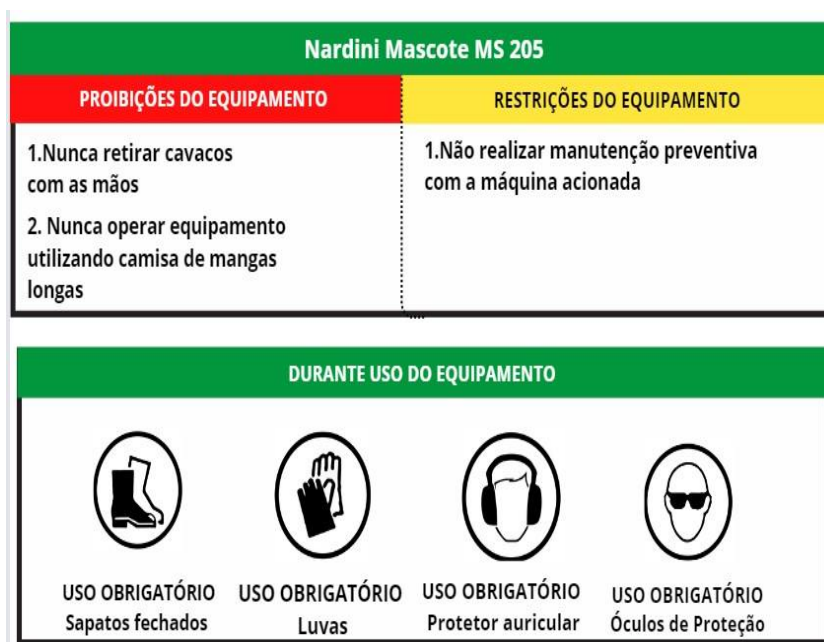 Nardini Mascote MS 205
PROIBIÇÕES DO EQUIPAMENTO
RESTRIÇÕES DO EQUIPAMENTO
1.Nunca retirar cavacos
com as mãos
2. Nunca operar equipamento
utilizando camisa de mangas
longas
1.Não realizar manutenção preventiva
com a máquina acionada
DURANTE USO DO EQUIPAMENTO
USO OBRIGATÓRIO
Sapatos fechados
USO OBRIGATÓRIO
Luvas
USO OBRIGATÓRIO
Protetor auricular
USO OBRIGATÓRIO
Óculos de Proteção